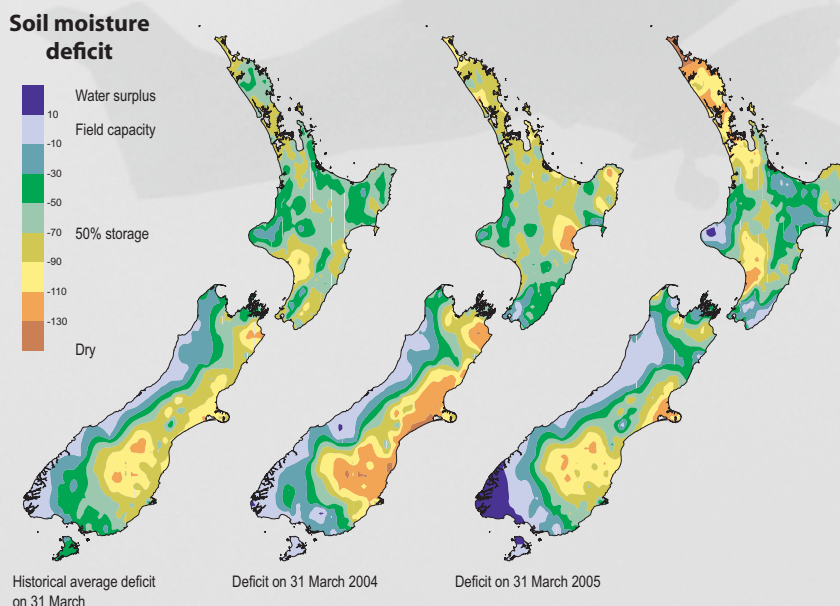 Soil moisture
deficit
Water surplus
10
Field capacity
-10
-30
-50
50% storage
-70
-90
-110
-130
Dry
Historical average deficit
on 31 March
Deficit on 31 March 2004
Deficit on 31 March 2005